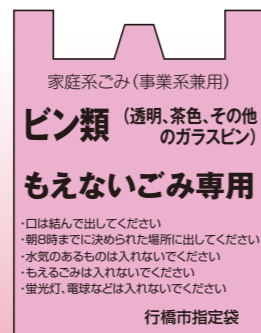 家庭系ごみ(事業系兼用)
ビン類 (透明、茶色、その他
のガラスビン)
もえないごみ専用
・口は結んで出してください
・朝8時までに決められた場所に出してください
・水気のあるものは入れないでください
・もえるごみは入れないでください
・蛍光灯、電球などは入れないでください
行橋市指定袋